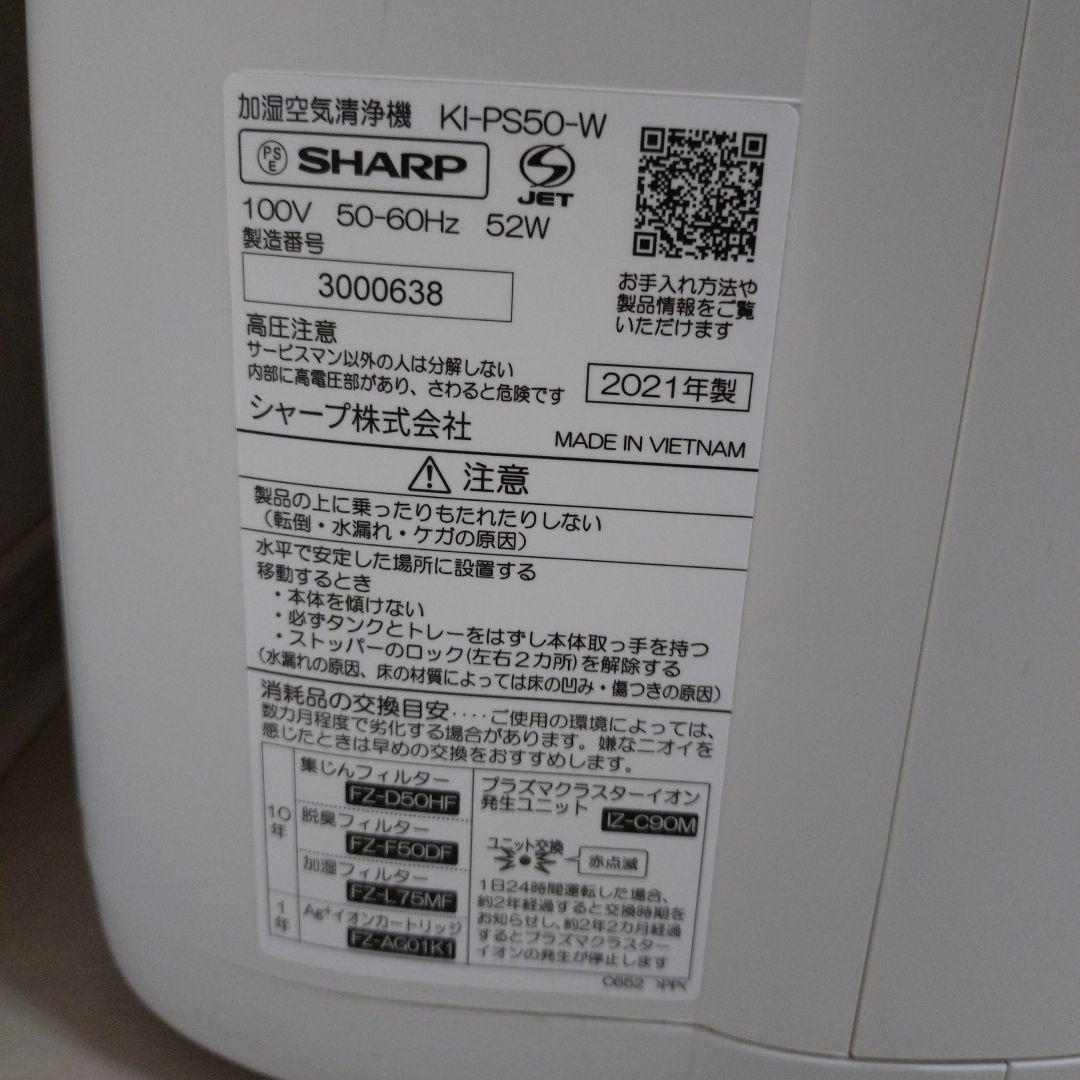 加湿空気清浄機 KI-PS50-W
PS E SHARP
JET
100V 50-60Hz 52W
製造番号
3000638
お手入れ方法や
製品情報をご覧
いただけます
高圧注意
サービスマン以外の人は分解しない
内部に高電圧部があり、さわると危険です
2021年製
シャープ株式会社
MADE IN VIETNAM
注意
製品の上に乗ったりもたれたりしない
(転倒・水漏れ・ケガの原因)
水平で安定した場所に設置する
移動するとき
・本体を傾けない
・必ずタンクとトレーをはずし本体取っ手を持つ
・ストッパーのロック(左右2カ所)を解除する
(水漏れの原因、床の材質によっては床の凹み・傷つきの原因)
消耗品の交換目安‥‥ご使用の環境によっては、
数カ月程度で劣化する場合があります。嫌なニオイを
感じたときは早めの交換をおすすめします。
10年
集じんフィルター
FZ-D50HF
脱臭フィルター
FZ-F50DF
加湿フィルター
FZ-L75MF
1年
Ag+イオンカートリッジ
FZ-AG01K1
プラズマクラスターイオン
発生ユニット IZ-C90M
ユニット交換
赤点滅
1日24時間運転した場合、
約2年経過すると交換時期を
お知らせし、約2年2カ月経過
するとプラズマクラスター
イオンの発生が停止します
C652 >PP<